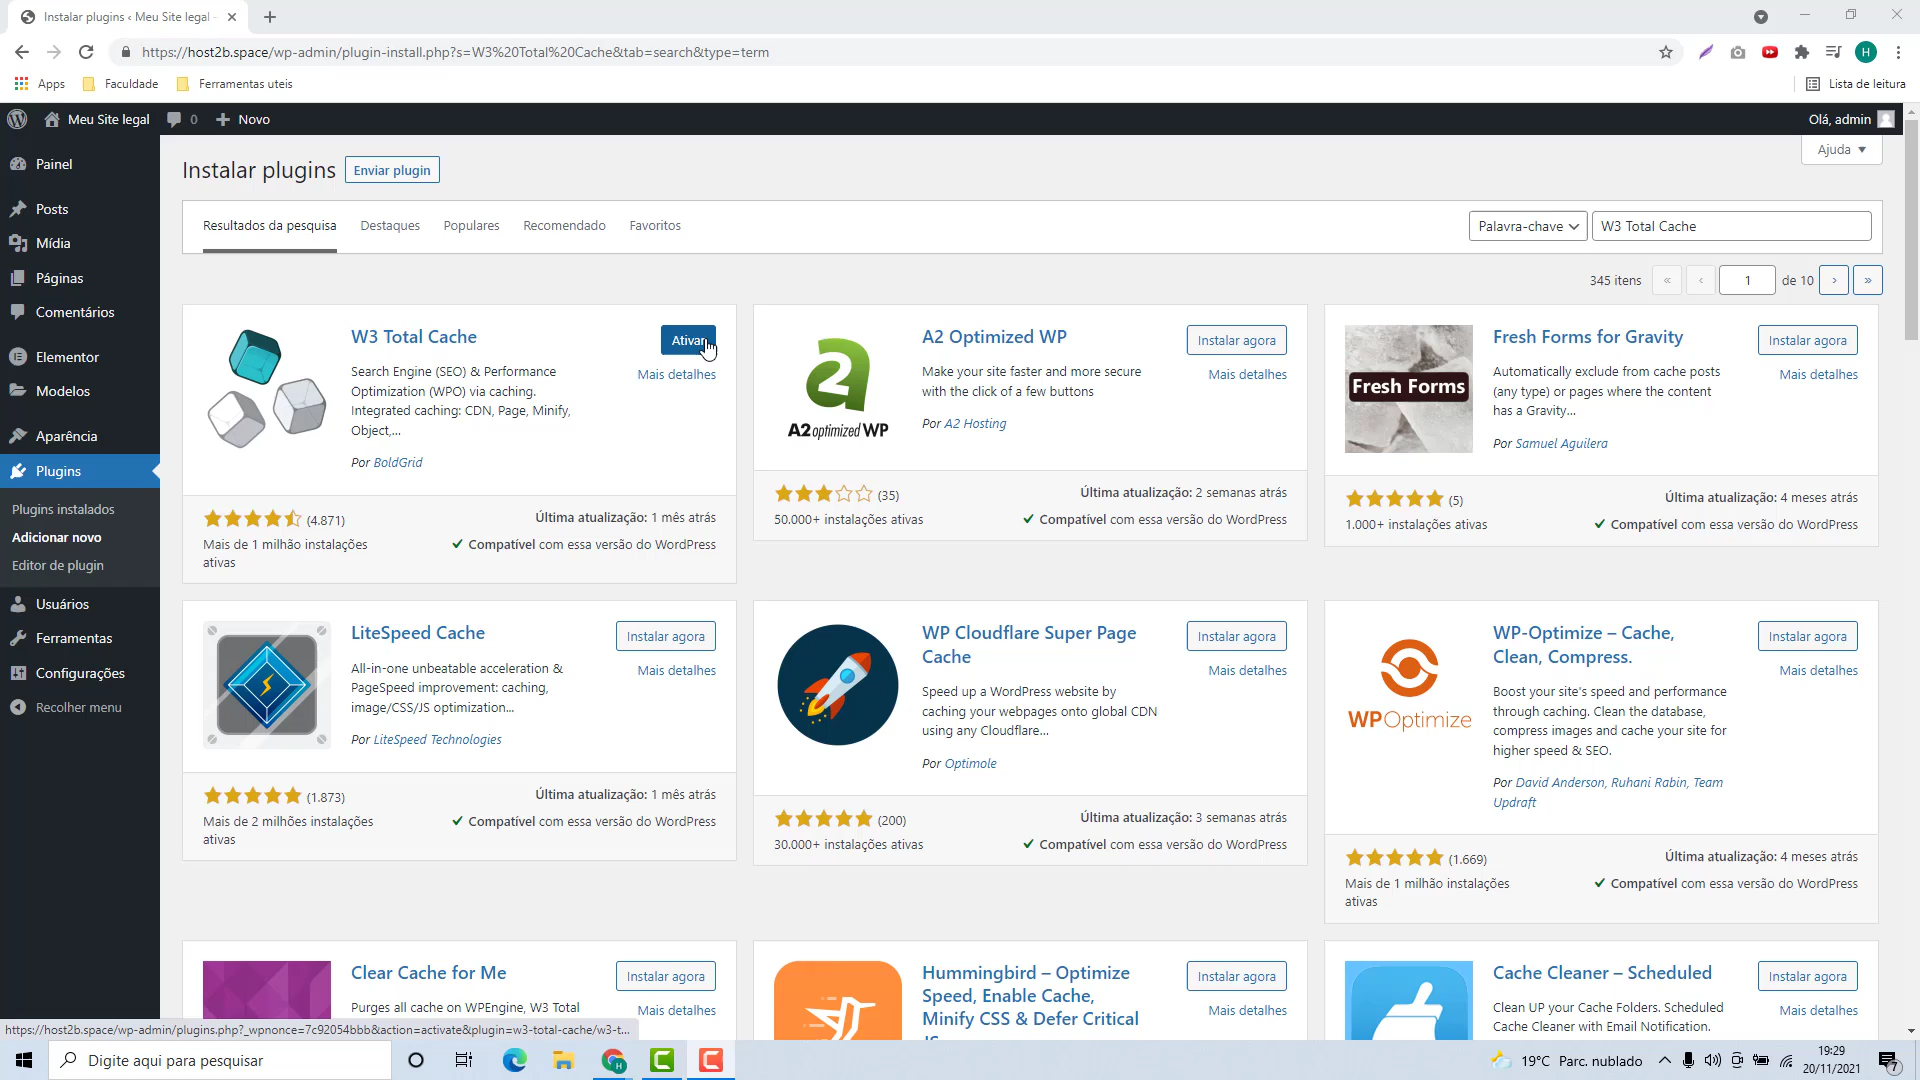 Instalar plugins ‹ Meu Site legal -
https://host2b.space/wp-admin/plugin-install.php?s=W3%20Total%20Cache&tab=search&type=term
H
Apps
Faculdade
Ferramentas uteis
Lista de leitura
Meu Site legal
0
Novo
Olá, admin
Painel
Posts
Mídia
Páginas
Comentários
Elementor
Modelos
Aparência
Plugins
Plugins instalados
Adicionar novo
Editor de plugin
Usuários
Ferramentas
Configurações
Recolher menu
Ajuda
Instalar plugins
Enviar plugin
Resultados da pesquisa
Destaques
Populares
Recomendado
Favoritos
Palavra-chave
W3 Total Cache
345 itens
«
‹
1
de 10
›
»
W3 Total Cache
Ativar
Mais detalhes
Search Engine (SEO) & Performance
Optimization (WPO) via caching.
Integrated caching: CDN, Page, Minify,
Object,...
Por BoldGrid
(4.871)
Mais de 1 milhão instalações
ativas
Última atualização: 1 mês atrás
Compatível com essa versão do WordPress
2
A2 optimized WP
A2 Optimized WP
Instalar agora
Mais detalhes
Make your site faster and more secure
with the click of a few buttons
Por A2 Hosting
(35)
50.000+ instalações ativas
Última atualização: 2 semanas atrás
Compatível com essa versão do WordPress
Fresh Forms
Fresh Forms for Gravity
Instalar agora
Mais detalhes
Automatically exclude from cache posts
(any type) or pages where the content
has a Gravity...
Por Samuel Aguilera
(5)
1.000+ instalações ativas
Última atualização: 4 meses atrás
Compatível com essa versão do WordPress
LiteSpeed Cache
Instalar agora
Mais detalhes
All-in-one unbeatable acceleration &
PageSpeed improvement: caching,
image/CSS/JS optimization...
Por LiteSpeed Technologies
(1.873)
Mais de 2 milhões instalações
ativas
Última atualização: 1 mês atrás
Compatível com essa versão do WordPress
WP Cloudflare Super Page
Cache
Instalar agora
Mais detalhes
Speed up a WordPress website by
caching your webpages onto global CDN
using any Cloudflare...
Por Optimole
(200)
30.000+ instalações ativas
Última atualização: 3 semanas atrás
Compatível com essa versão do WordPress
WPOptimize
WP-Optimize – Cache,
Clean, Compress.
Instalar agora
Mais detalhes
Boost your site's speed and performance
through caching. Clean the database,
compress images and cache your site for
higher speed & SEO.
Por David Anderson, Ruhani Rabin, Team
Updraft
(1.669)
Mais de 1 milhão instalações
ativas
Última atualização: 4 meses atrás
Compatível com essa versão do WordPress
Clear Cache for Me
Instalar agora
Mais detalhes
Purges all cache on WPEngine, W3 Total
Hummingbird – Optimize
Speed, Enable Cache,
Minify CSS & Defer Critical
Instalar agora
Mais detalhes
Cache Cleaner – Scheduled
Instalar agora
Mais detalhes
Clean UP your Cache Folders. Scheduled
Cache Cleaner with Email Notification.
https://host2b.space/wp-admin/plugins.php?_wpnonce=7c92054bbb&action=activate&plugin=w3-total-cache/w3-t...
Digite aqui para pesquisar
19°C Parc. nublado
19:29
20/11/2021
7